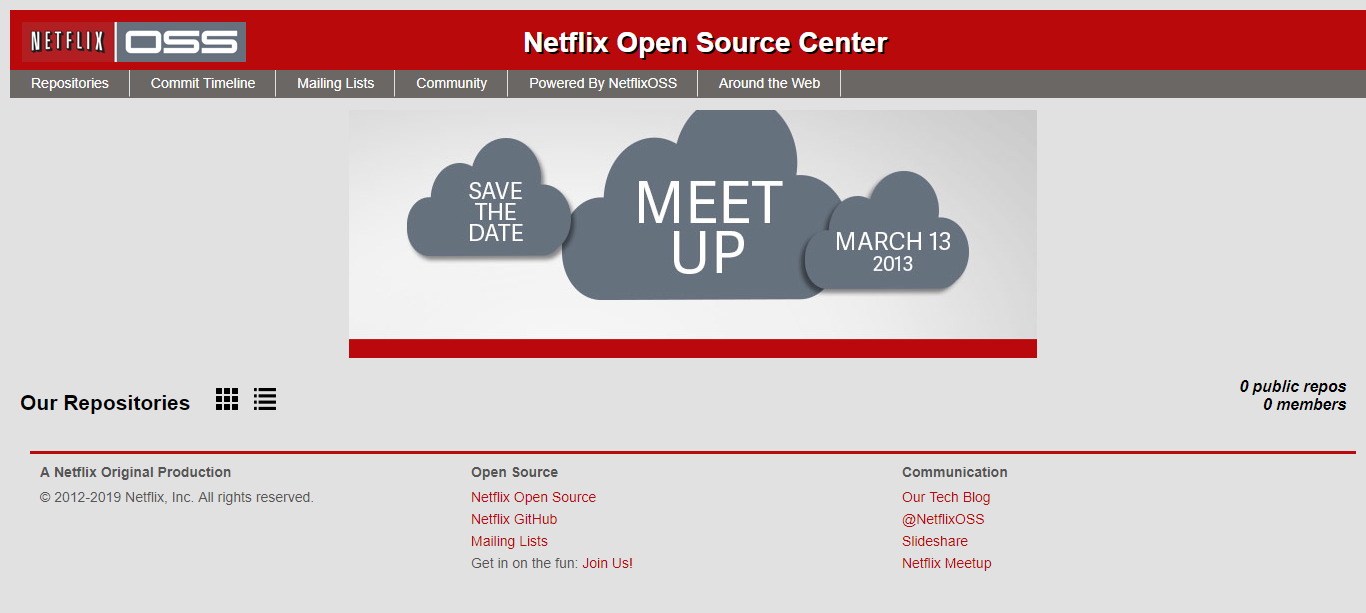 NETFLIX OSS
Netflix Open Source Center
Repositories Commit Timeline Mailing Lists Community Powered By NetflixOSS Around the Web
SAVE
THE
DATE
MEET
UP
MARCH 13
2013
Our Repositories
0 public repos
0 members
A Netflix Original Production
© 2012-2019 Netflix, Inc. All rights reserved.
Open Source
Netflix Open Source
Netflix GitHub
Mailing Lists
Get in on the fun: Join Us!
Communication
Our Tech Blog
@NetflixOSS
Slideshare
Netflix Meetup